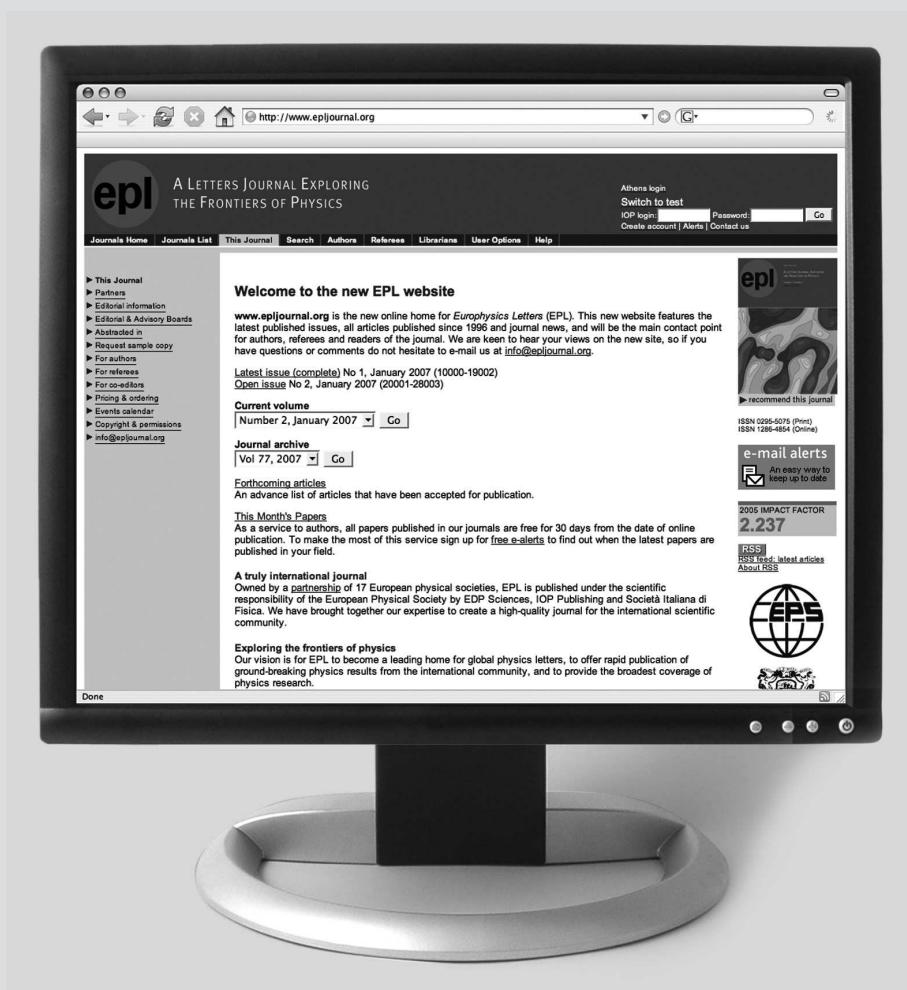 http://www.epljournal.org
G
epl
A LETTERS JOURNAL EXPLORING
THE FRONTIERS OF PHYSICS
Athens login
Switch to test
IOP login:
Password:
Go
Create account | Alerts | Contact us
Journals Home
Journals List
This Journal
Search
Authors
Referees
Librarians
User Options
Help
This Journal
Partners
Editorial information
Editorial & Advisory Boards
Abstracted in
Request sample copy
For authors
For referees
For co-editors
Pricing & ordering
Events calendar
Copyright & permissions
info@epljournal.org
Welcome to the new EPL website
www.epljournal.org is the new online home for Europhysics Letters (EPL). This new website features the
latest published issues, all articles published since 1996 and journal news, and will be the main contact point
for authors, referees and readers of the journal. We are keen to hear your views on the new site, so if you
have questions or comments do not hesitate to e-mail us at info@epljournal.org.
Latest issue (complete) No 1, January 2007 (10000-19002)
Open issue No 2, January 2007 (20001-28003)
Current volume
Number 2, January 2007
Go
Journal archive
Vol 77, 2007
Go
Forthcoming articles
An advance list of articles that have been accepted for publication.
This Month's Papers
As a service to authors, all papers published in our journals are free for 30 days from the date of online
publication. To make the most of this service sign up for free e-alerts to find out when the latest papers are
published in your field.
A truly international journal
Owned by a partnership of 17 European physical societies, EPL is published under the scientific
responsibility of the European Physical Society by EDP Sciences, IOP Publishing and Società Italiana di
Fisica. We have brought together our expertise to create a high-quality journal for the international scientific
community.
Exploring the frontiers of physics
Our vision is for EPL to become a leading home for global physics letters, to offer rapid publication of
ground-breaking physics results from the international community, and to provide the broadest coverage of
physics research.
epl
recommend this journal
ISSN 0295-5075 (Print)
ISSN 1286-4854 (Online)
e-mail alerts
An easy way to
keep up to date
2005 IMPACT FACTOR
2.237
RSS
RSS feed: latest articles
About RSS
EPS
Done